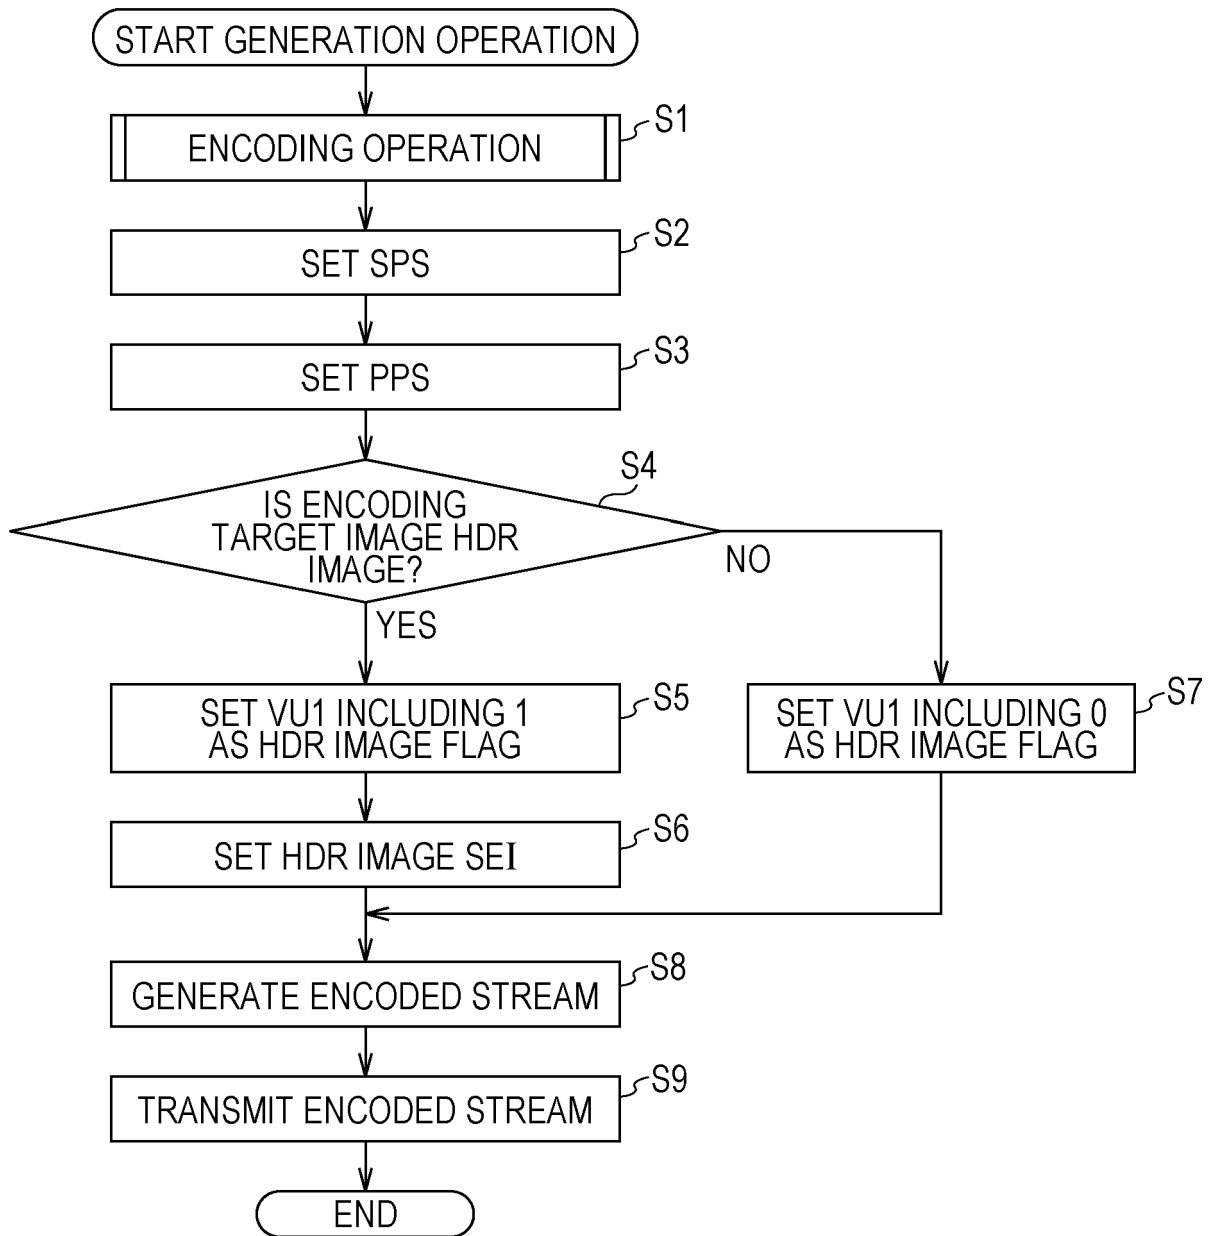 START GENERATION OPERATION
S1
ENCODING OPERATION
S2
SET SPS
S3
SET PPS
S4
IS ENCODING
TARGET IMAGE HDR
IMAGE?
NO
YES
S5
SET VU1 INCLUDING 1
AS HDR IMAGE FLAG
S7
SET VU1 INCLUDING 0
AS HDR IMAGE FLAG
S6
SET HDR IMAGE SEI
S8
GENERATE ENCODED STREAM
S9
TRANSMIT ENCODED STREAM
END